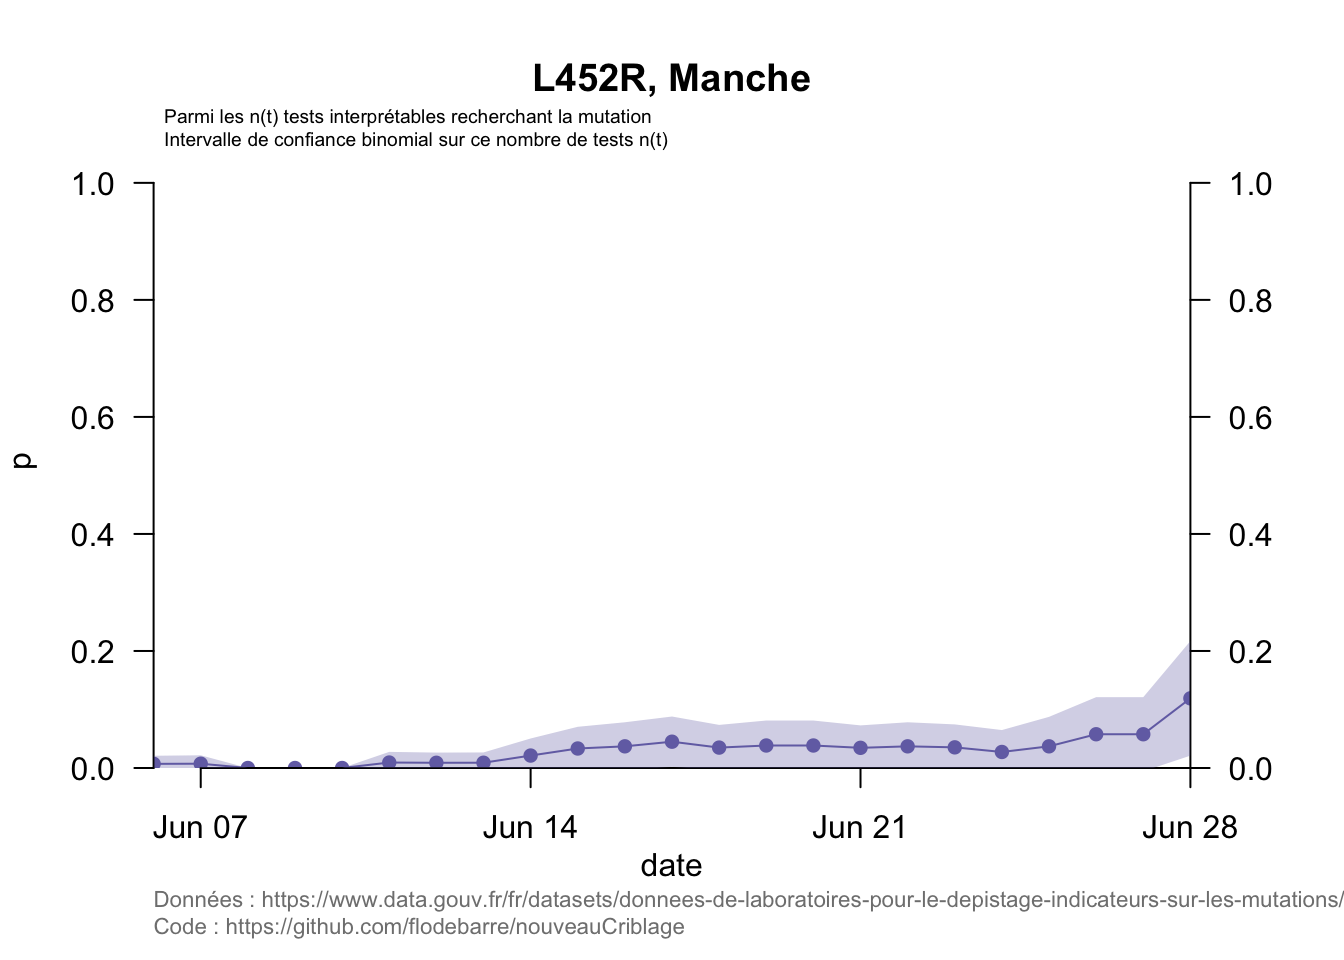 L452R, Manche
Parmi les n(t) tests interprétables recherchant la mutation
Intervalle de confiance binomial sur ce nombre de tests n(t)
1.0 1.0
0.8 0.8
0.6 0.6
p
0.4 0.4
0.2 0.2
0.0 0.0
Jun 07 Jun 14 Jun 21 Jun 28
date
Données : https://www.data.gouv.fr/fr/datasets/donnees-de-laboratoires-pour-le-depistage-indicateurs-sur-les-mutations/
Code : https://github.com/flodebarre/nouveauCriblage